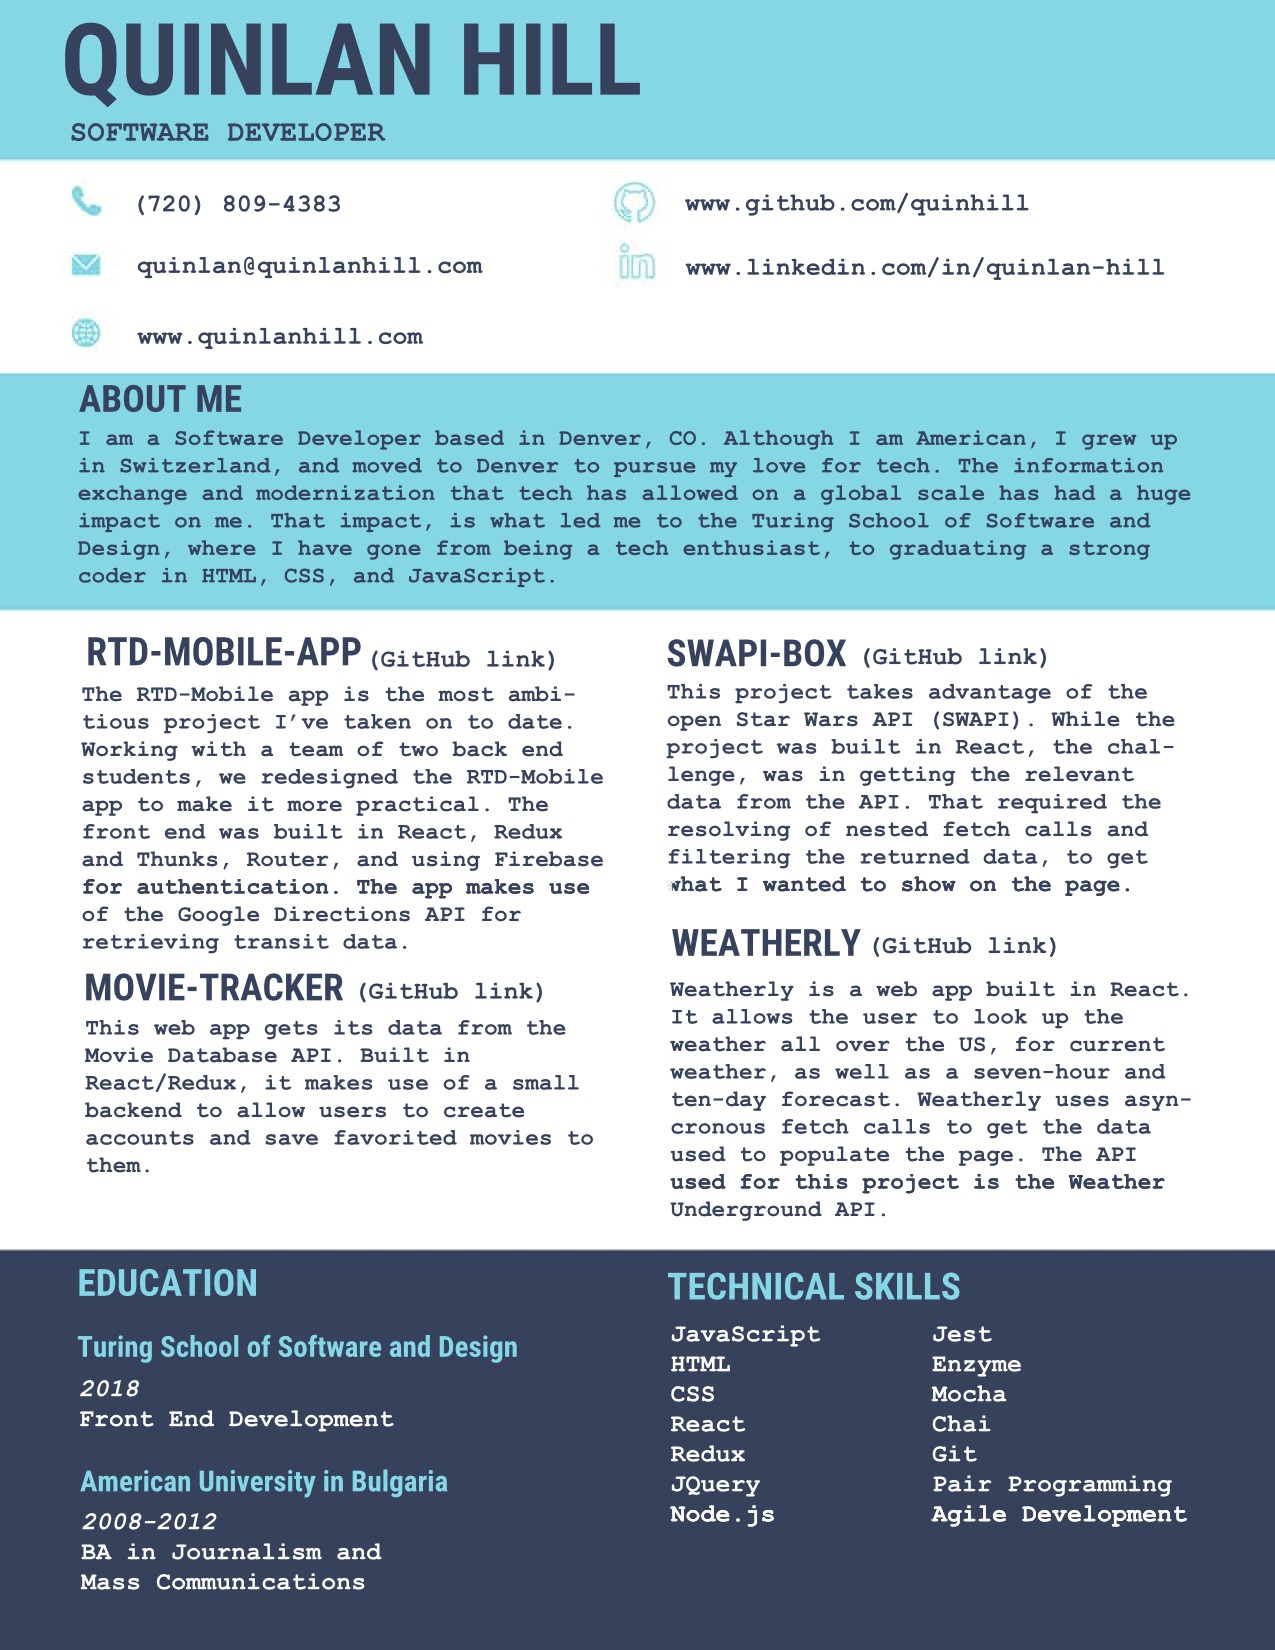 QUINLAN HILL
SOFTWARE DEVELOPER
(720) 809-4383
www.github.com/quinhill
quinlan@quinlanhill.com
www.linkedin.com/in/quinlan-hill
www.quinlanhill.com
ABOUT ME
I am a Software Developer based in Denver, CO. Although I am American, I grew up
in Switzerland, and moved to Denver to pursue my love for tech. The information
exchange and modernization that tech has allowed on a global scale has had a huge
impact on me. That impact, is what led me to the Turing School of Software and
Design, where I have gone from being a tech enthusiast, to graduating a strong
coder in HTML, CSS, and JavaScript.
RTD-MOBILE-APP (GitHub link)
The RTD-Mobile app is the most ambi-
tious project I’ve taken on to date.
Working with a team of two back end
students, we redesigned the RTD-Mobile
app to make it more practical. The
front end was built in React, Redux
and Thunks, Router, and using Firebase
for authentication. The app makes use
of the Google Directions API for
retrieving transit data.
MOVIE-TRACKER (GitHub link)
This web app gets its data from the
Movie Database API. Built in
React/Redux, it makes use of a small
backend to allow users to create
accounts and save favorited movies to
them.
SWAPI-BOX (GitHub link)
This project takes advantage of the
open Star Wars API (SWAPI). While the
project was built in React, the chal-
lenge, was in getting the relevant
data from the API. That required the
resolving of nested fetch calls and
filtering the returned data, to get
what I wanted to show on the page.
WEATHERLY (GitHub link)
Weatherly is a web app built in React.
It allows the user to look up the
weather all over the US, for current
weather, as well as a seven-hour and
ten-day forecast. Weatherly uses asyn-
cronous fetch calls to get the data
used to populate the page. The API
used for this project is the Weather
Underground API.
EDUCATION
Turing School of Software and Design
2018
Front End Development
American University in Bulgaria
2008-2012
BA in Journalism and
Mass Communications
TECHNICAL SKILLS
JavaScript
HTML
CSS
React
Redux
JQuery
Node.js
Jest
Enzyme
Mocha
Chai
Git
Pair Programming
Agile Development